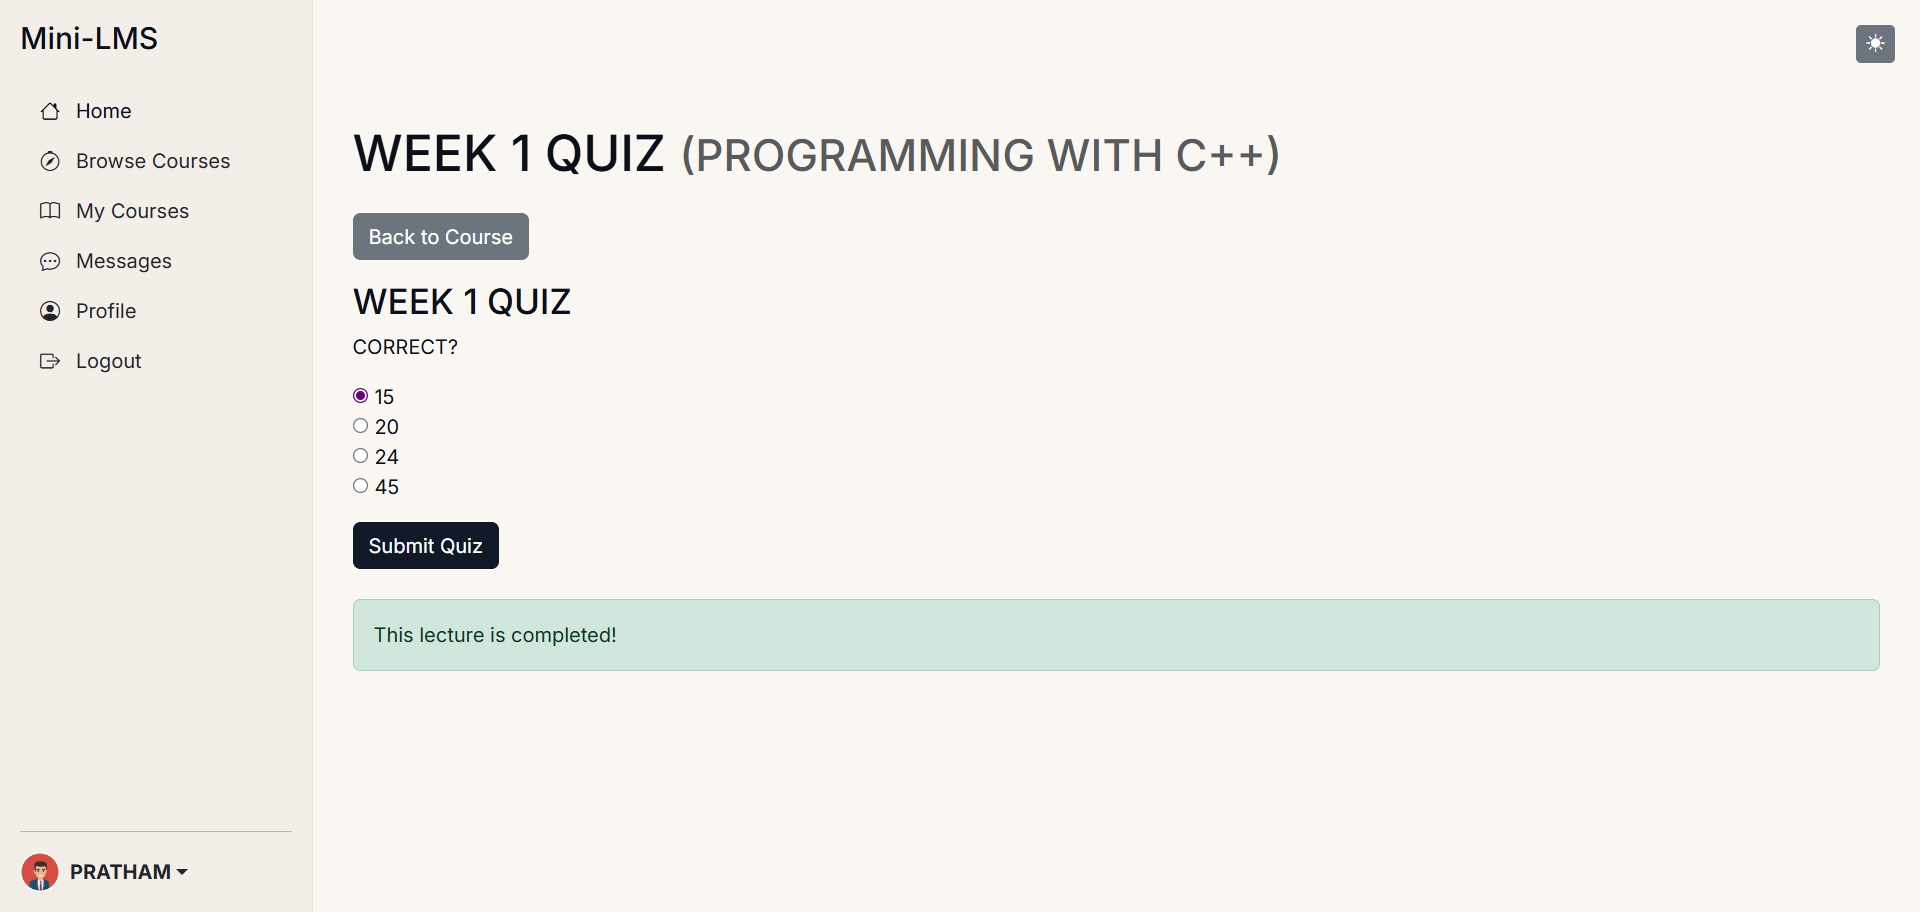 Mini-LMS
Home
Browse Courses
My Courses
Messages
Profile
Logout
PRATHAM
WEEK 1 QUIZ (PROGRAMMING WITH C++)
Back to Course
WEEK 1 QUIZ
CORRECT?
15
20
24
45
Submit Quiz
This lecture is completed!